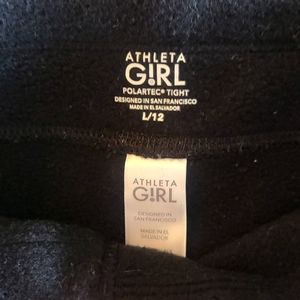 ATHLETA
G!RL
POLARTEC® TIGHT
DESIGNED IN SAN FRANCISCO
MADE IN EL SALVADOR
L/12
ATHLETA
G!RL
DESIGNED IN
SAN FRANCISCO
MADE IN EL
SALVADOR